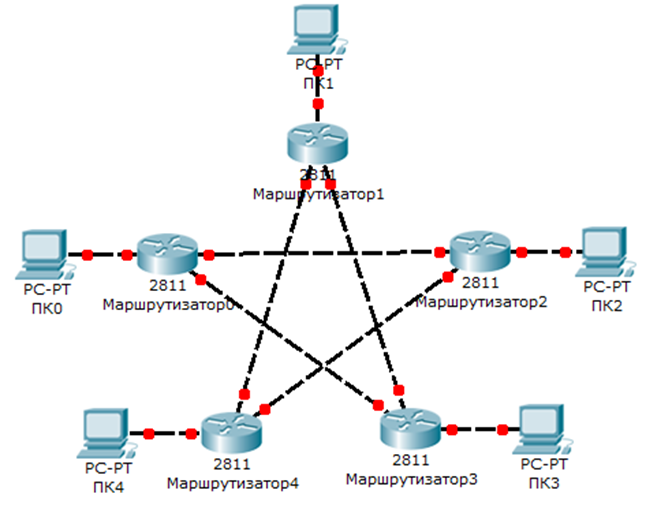 PC-PT
ПК1
2811
Маршрутизатор1
PC-PT
ПК0
2811
Маршрутизатор0
2811
Маршрутизатор2
PC-PT
ПК2
PC-PT
ПК4
2811
Маршрутизатор4
2811
Маршрутизатор3
PC-PT
ПК3